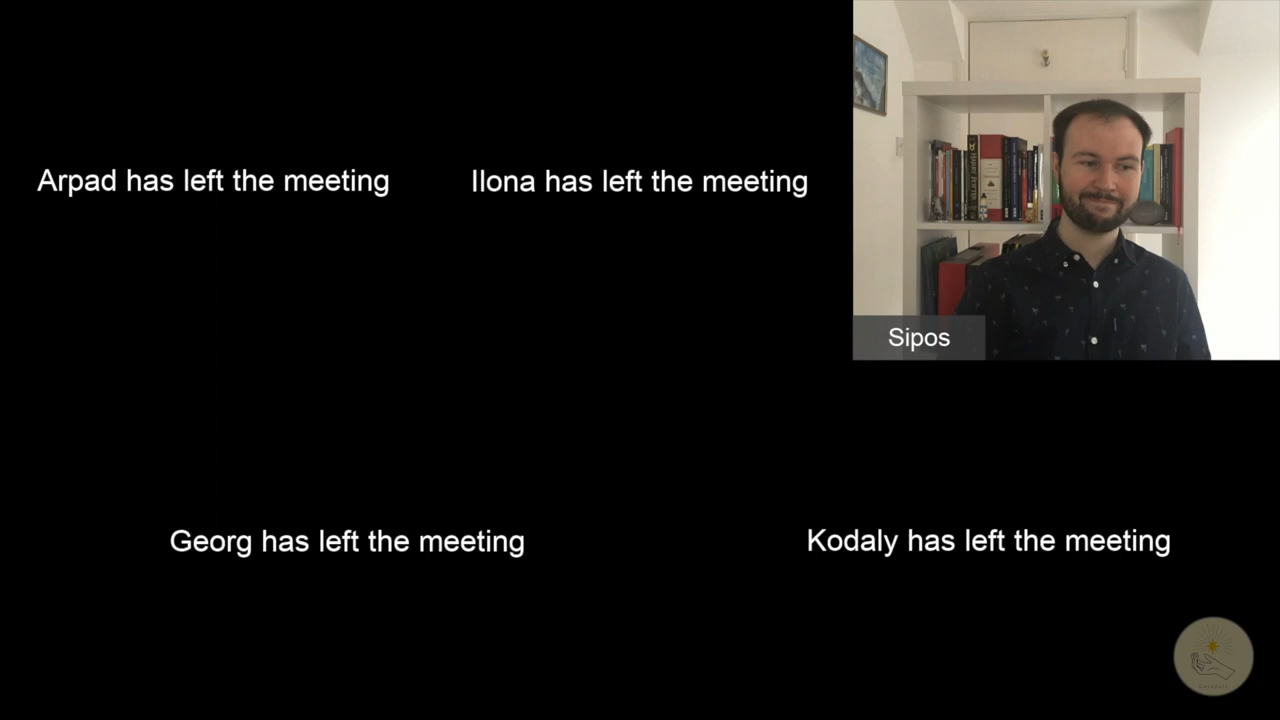 Arpad has left the meeting
Ilona has left the meeting
Sipos
Georg has left the meeting
Kodaly has left the meeting